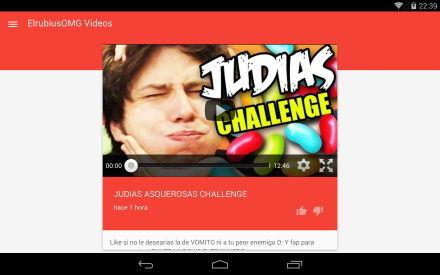 22:39
ElrubiusOMG Videos
JUDIAS
CHALLENGE
00:00
12:46
JUDIAS ASQUEROSAS CHALLENGE
hace 1 hora
Like si no le desearias la de VOMITO ni a tu peor enemigo D: Y fap para